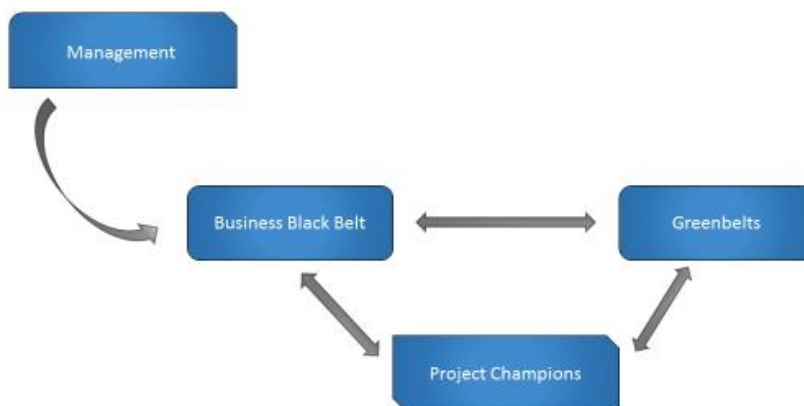 Management
Business Black Belt
Greenbelts
Project Champions